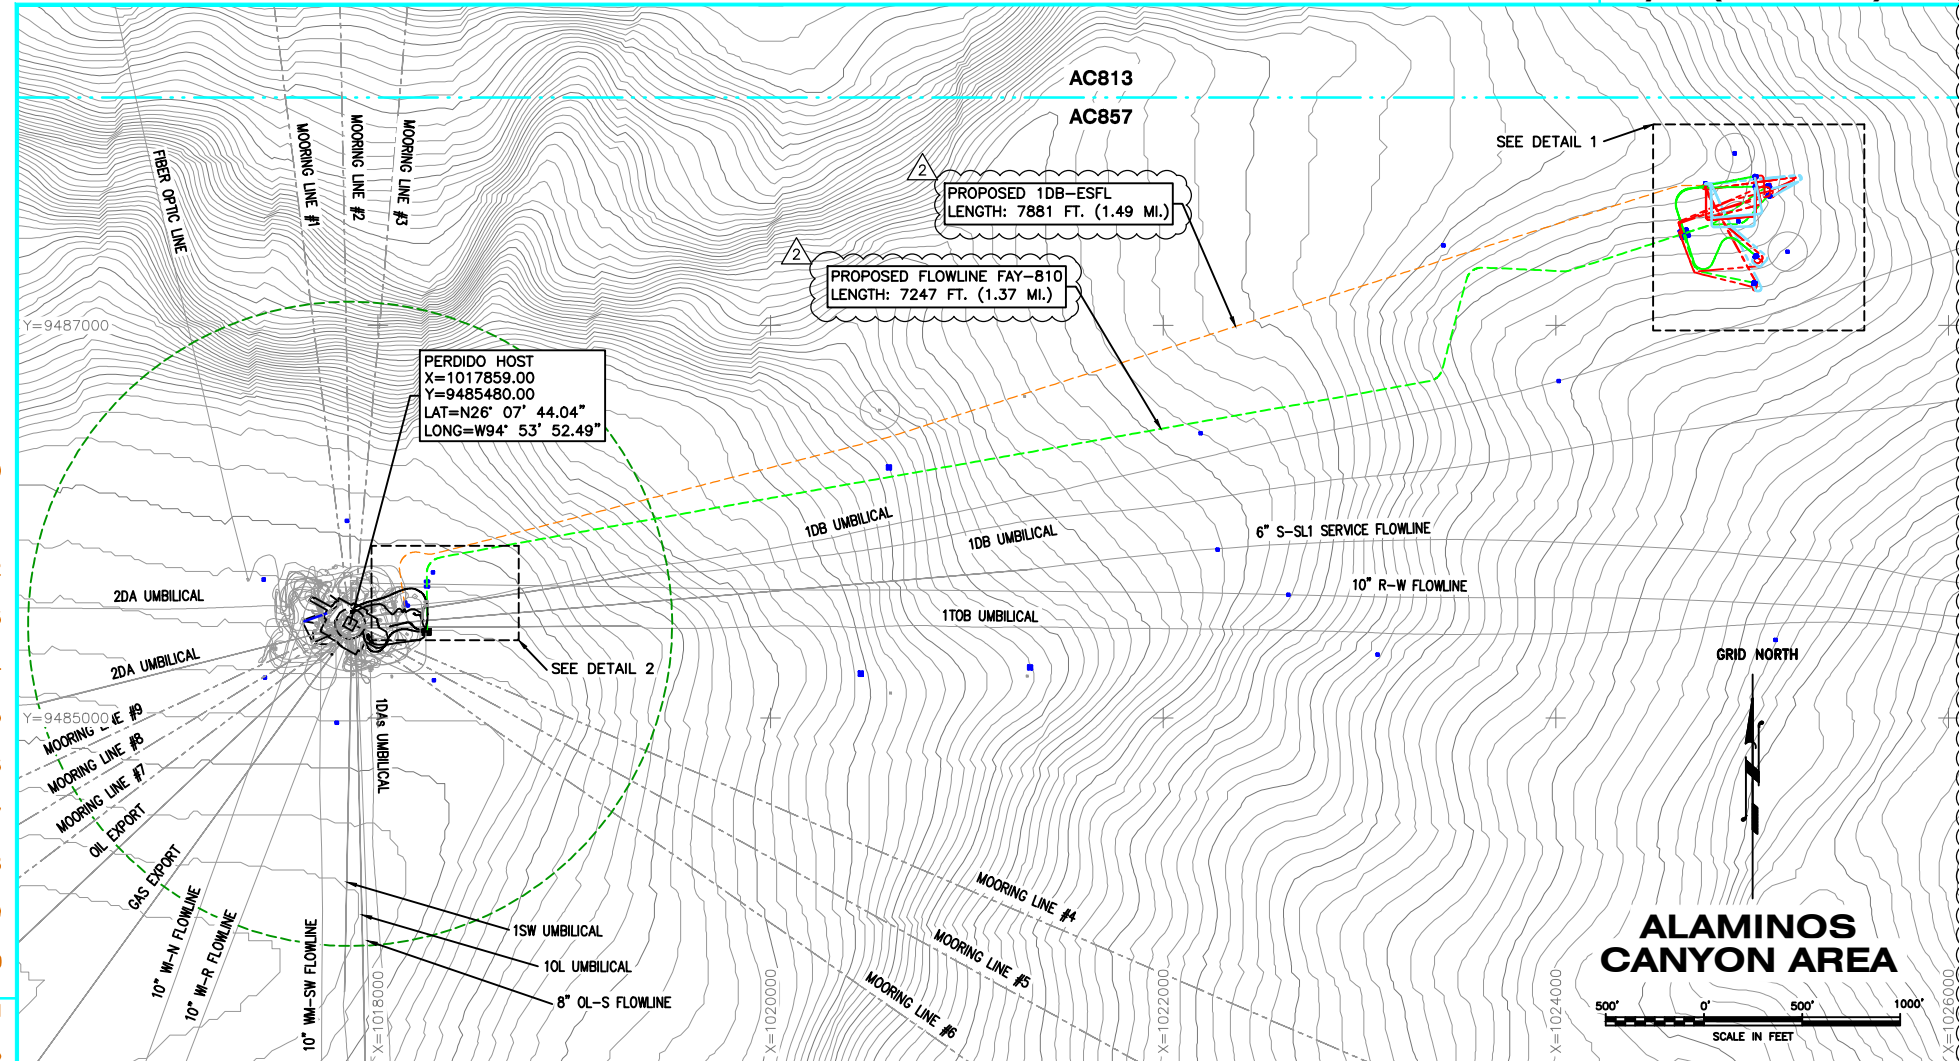 AC813
AC857
SEE DETAIL 1
2
PROPOSED 1DB-ESFL
LENGTH: 7881 FT. (1.49 MI.)
2
PROPOSED FLOWLINE FAY-810
LENGTH: 7247 FT. (1.37 MI.)
MOORING LINE #1
MOORING LINE #2
MOORING LINE #3
FIBER OPTIC LINE
Y=9487000
PERDIDO HOST
X=1017859.00
Y=9485480.00
LAT=N26° 07' 44.04"
LONG=W94° 53' 52.49"
1DB UMBILICAL
1DB UMBILICAL
6" S-SL1 SERVICE FLOWLINE
10" R-W FLOWLINE
1TOB UMBILICAL
2DA UMBILICAL
2DA UMBILICAL
SEE DETAIL 2
GRID NORTH
Y=9485000
MOORING LINE #9
MOORING LINE #8
MOORING LINE #7
OIL EXPORT
GAS EXPORT
10" WI-N FLOWLINE
10" WI-R FLOWLINE
10" WM-SW FLOWLINE
1DAs UMBILICAL
1SW UMBILICAL
1OL UMBILICAL
8" OL-S FLOWLINE
MOORING LINE #4
MOORING LINE #5
MOORING LINE #6
X=1018000
X=1020000
X=1022000
X=1024000
X=1026000
ALAMINOS
CANYON AREA
500' 0' 500' 1000'
SCALE IN FEET